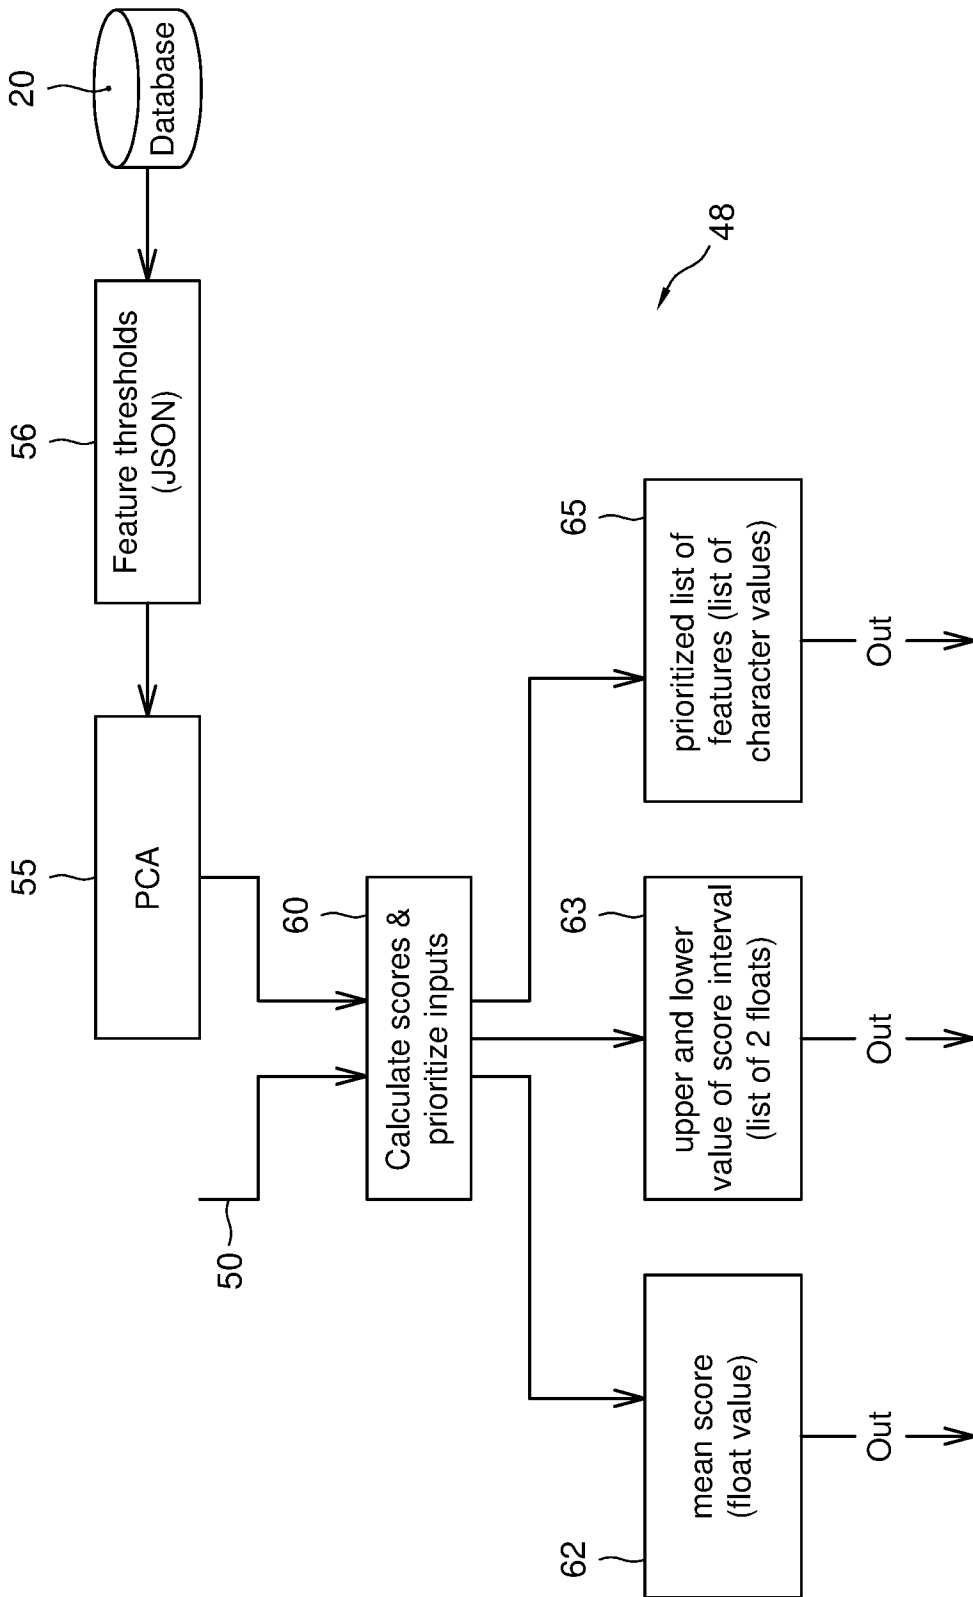 20
Database
56
Feature thresholds
(JSON)
55
PCA
48
50
60
Calculate scores &
prioritize inputs
62
mean score
(float value)
63
upper and lower
value of score interval
(list of 2 floats)
65
prioritized list of
features (list of
character values)
Out
Out
Out